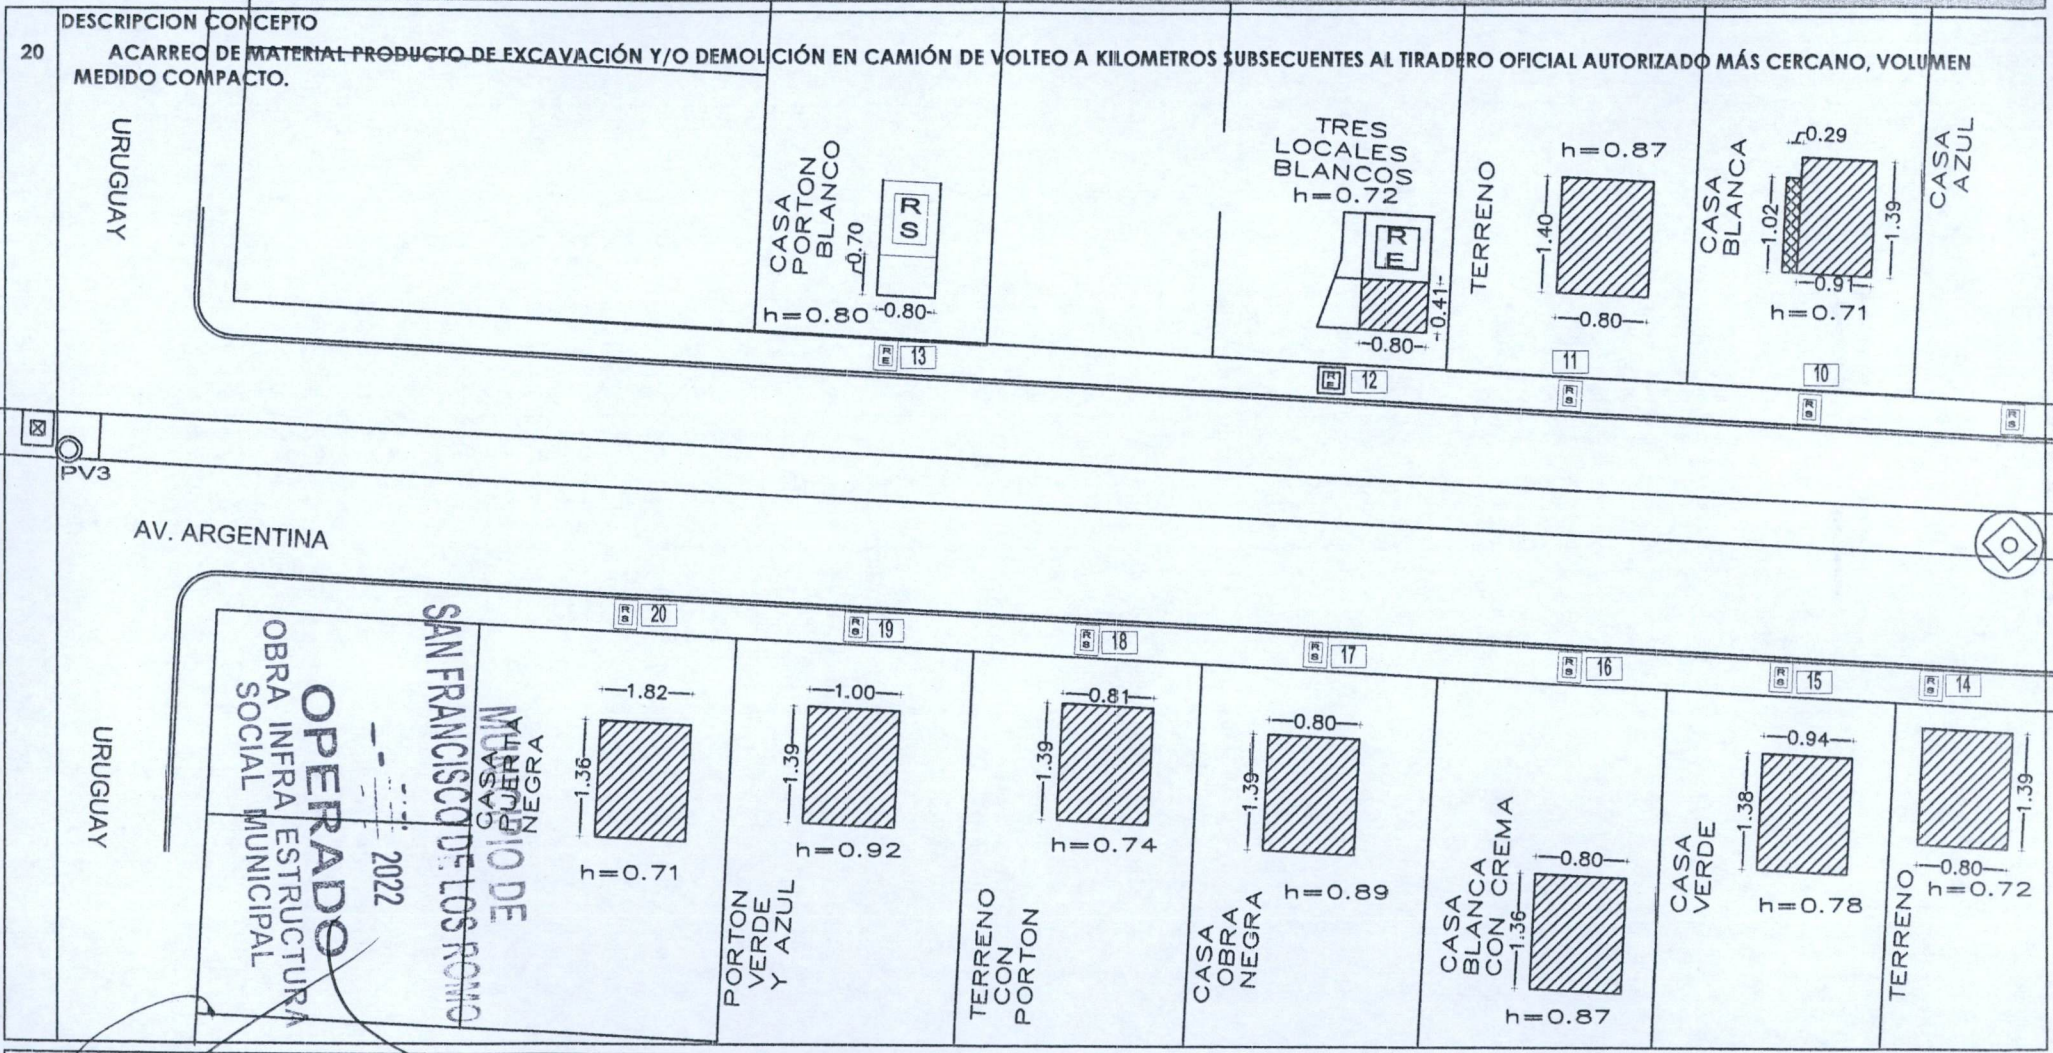 DESCRIPCION CONCEPTO
20 ACARREO DE MATERIAL PRODUCTO DE EXCAVACIÓN Y/O DEMOLICIÓN EN CAMIÓN DE VOLTEO A KILOMETROS SUBSECUENTES AL TIRADERO OFICIAL AUTORIZADO MÁS CERCANO, VOLUMEN
MEDIDO COMPACTO.
URUGUAY
CASA
PORTON
BLANCO
0.70
R
S
h=0.80
0.80
R
E
13
TRES
LOCALES
BLANCOS
h=0.72
R
E
0.41
0.80
R
E
12
TERRENO
h=0.87
1.40
0.80
11
R
S
CASA
BLANCA
0.29
1.02
1.39
0.91
h=0.71
10
R
S
CASA
AZUL
R
S
PV3
AV. ARGENTINA
URUGUAY
R
S
20
CASA
PUERTA
NEGRA
1.82
1.36
h=0.71
R
S
19
PORTON
VERDE
Y AZUL
1.00
1.39
h=0.92
R
S
18
TERRENO
CON
PORTON
0.81
1.39
h=0.74
R
S
17
CASA
OBRA
NEGRA
0.80
1.39
h=0.89
R
S
16
CASA
BLANCA
CON CREMA
0.80
1.36
h=0.87
R
S
15
CASA
VERDE
0.94
1.38
h=0.78
R
S
14
TERRENO
1.39
0.80
h=0.72
MUNICIPIO DE
SAN FRANCISCO DE LOS ROMO
2022
OPERADO
OBRA INFRA ESTRUCTURA
SOCIAL MUNICIPAL